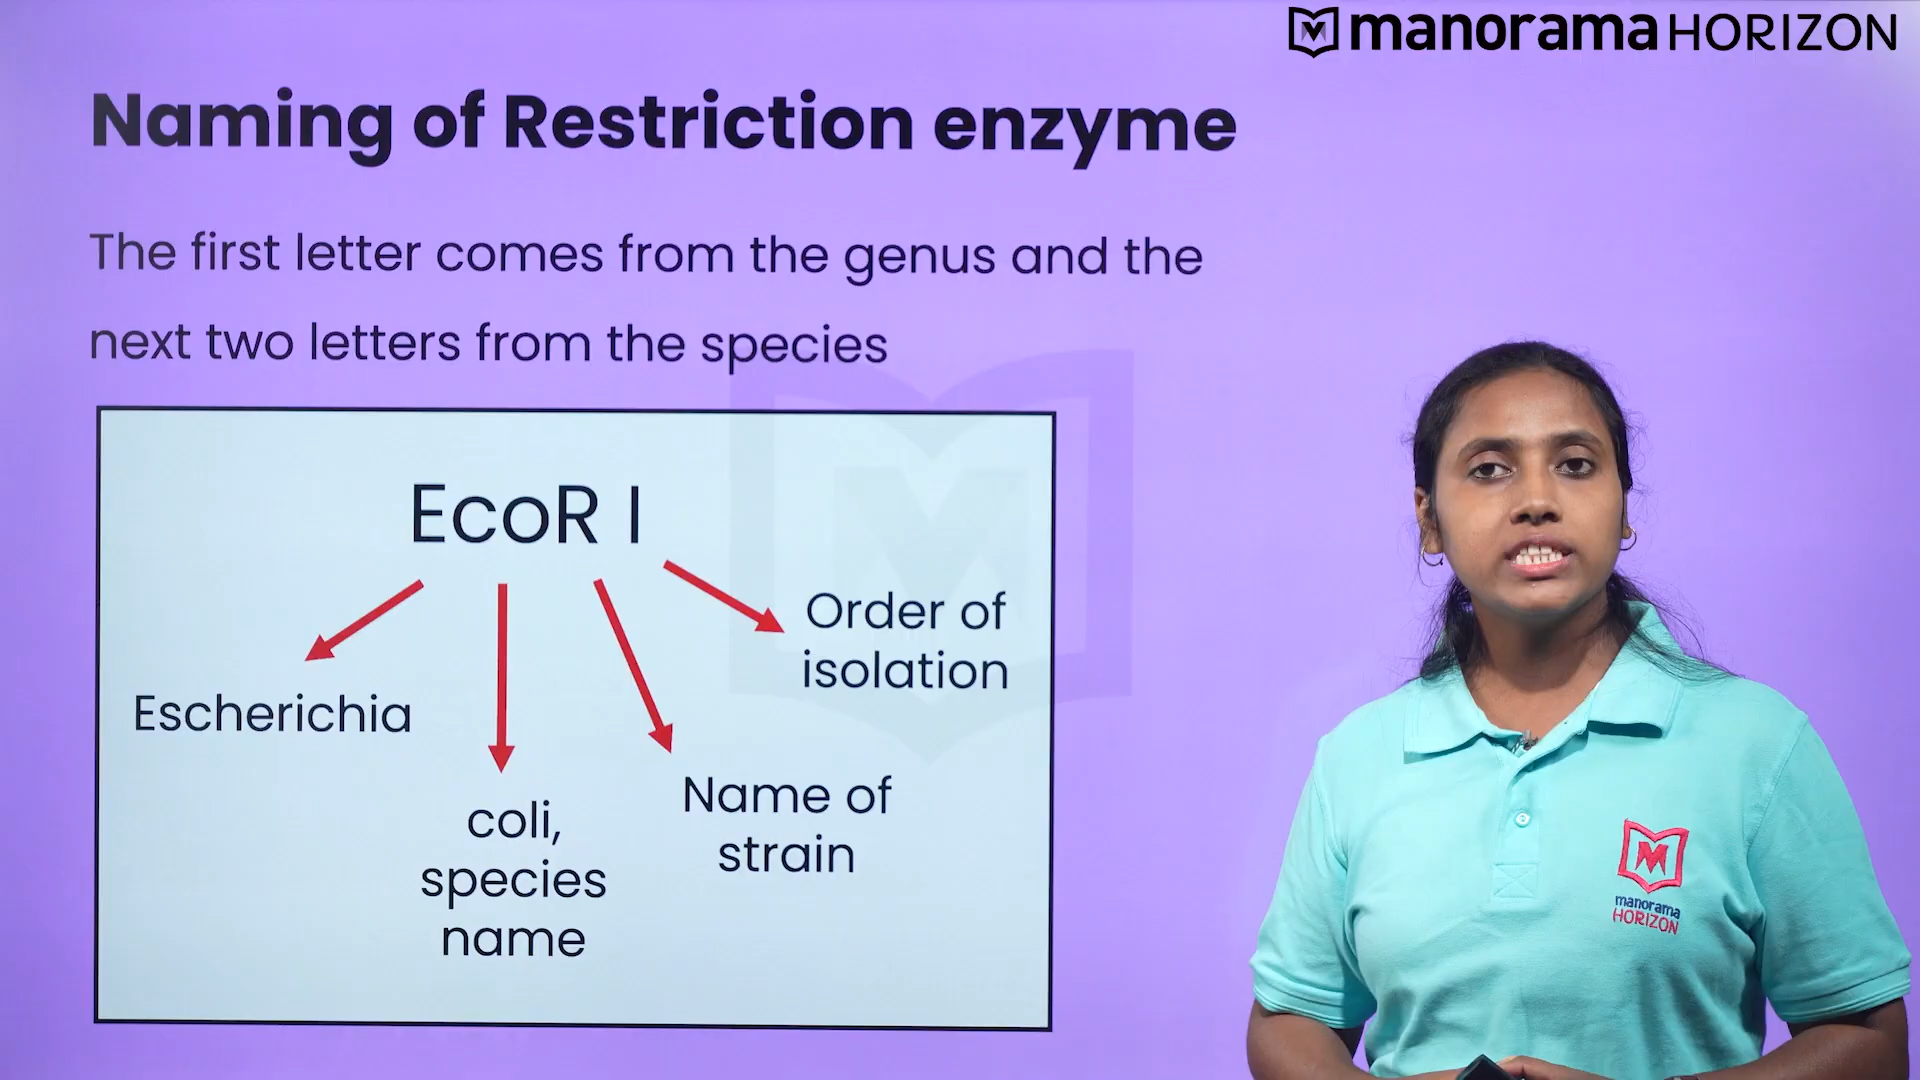 manorama HORIZON
Naming of Restriction enzyme
The first letter comes from the genus and the
next two letters from the species
EcoR I
Order of
isolation
Escherichia
Name of
strain
coli,
species
name
manorama
HORIZON